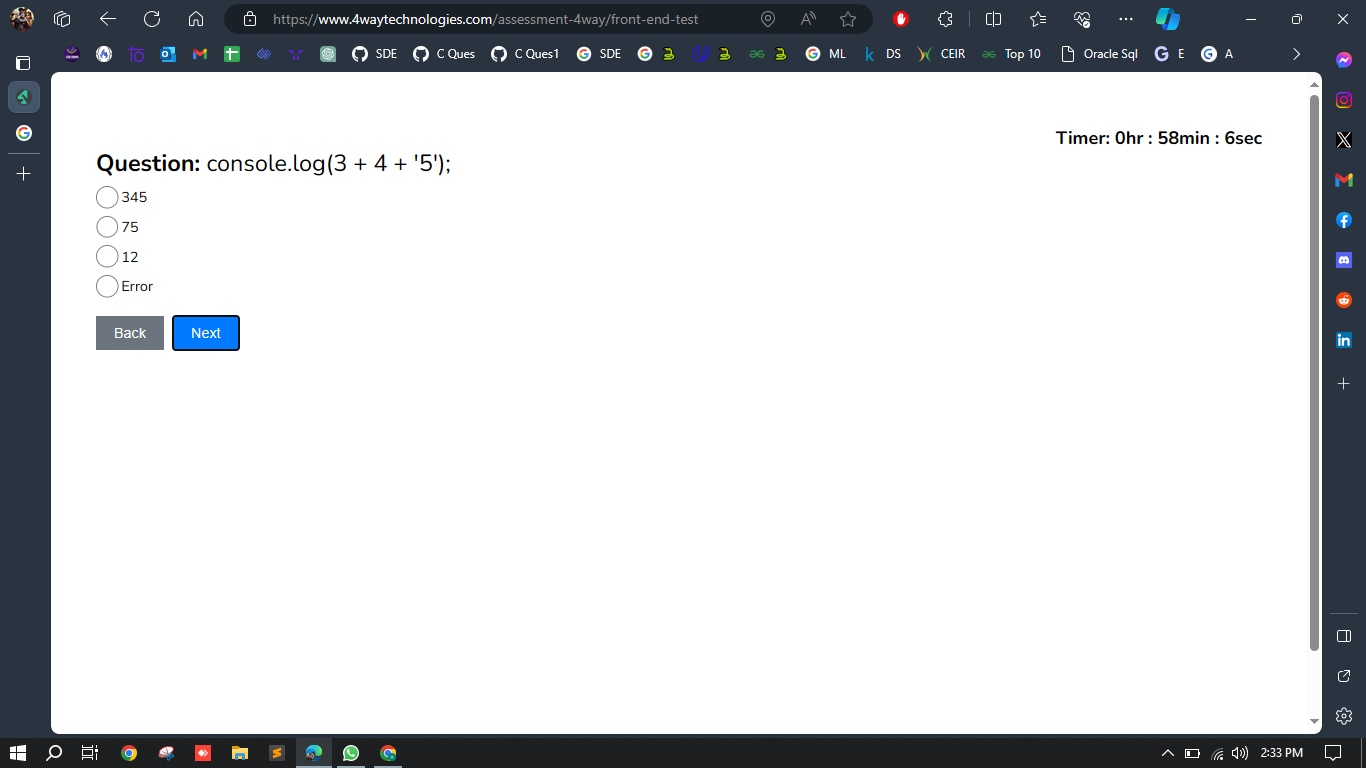 https://www.4waytechnologies.com/assessment-4way/front-end-test
SDE
C Ques
C Ques1
SDE
ML
DS
CEIR
Top 10
Oracle Sql
E
A
Timer: 0hr : 58min : 6sec
Question: console.log(3 + 4 + '5');
345
75
12
Error
Back
Next
2:33 PM